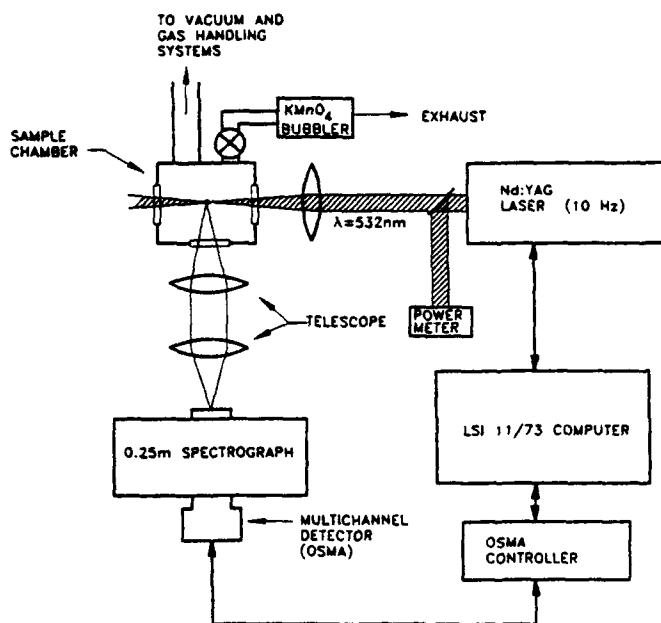 TO VACUUM AND
GAS HANDLING
SYSTEMS
KMnO4
BUBBLER
EXHAUST
SAMPLE
CHAMBER
Nd:YAG
LASER (10 Hz)
λ=532nm
POWER
METER
TELESCOPE
LSI 11/73 COMPUTER
0.25m SPECTROGRAPH
MULTICHANNEL
DETECTOR
(OSMA)
OSMA
CONTROLLER